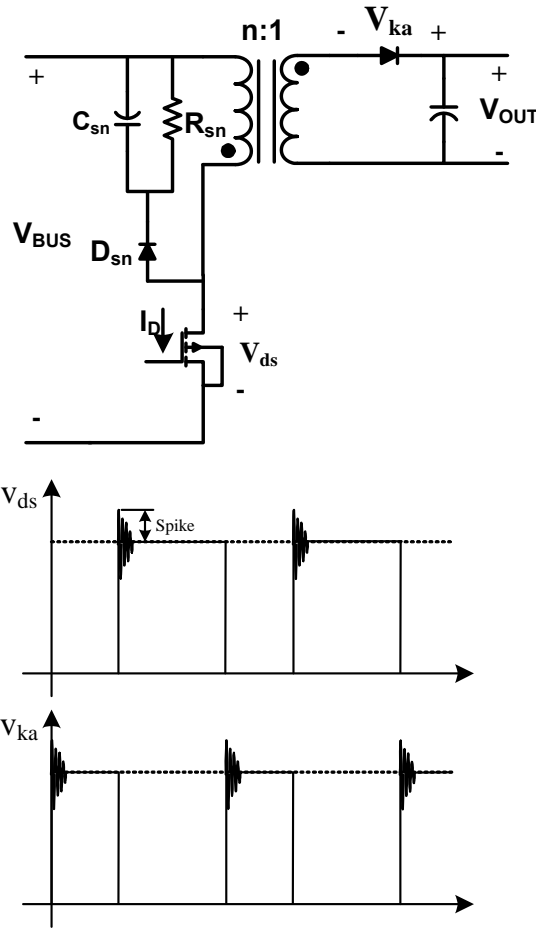 n:1
- V_ka +
+
C_sn
R_sn
+
V_OUT
-
V_BUS
D_sn
I_D
+
V_ds
-
-
V_ds
Spike
V_ka